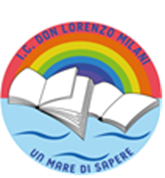 I.C. DON LORENZO MILANI
UN MARE DI SAPERE